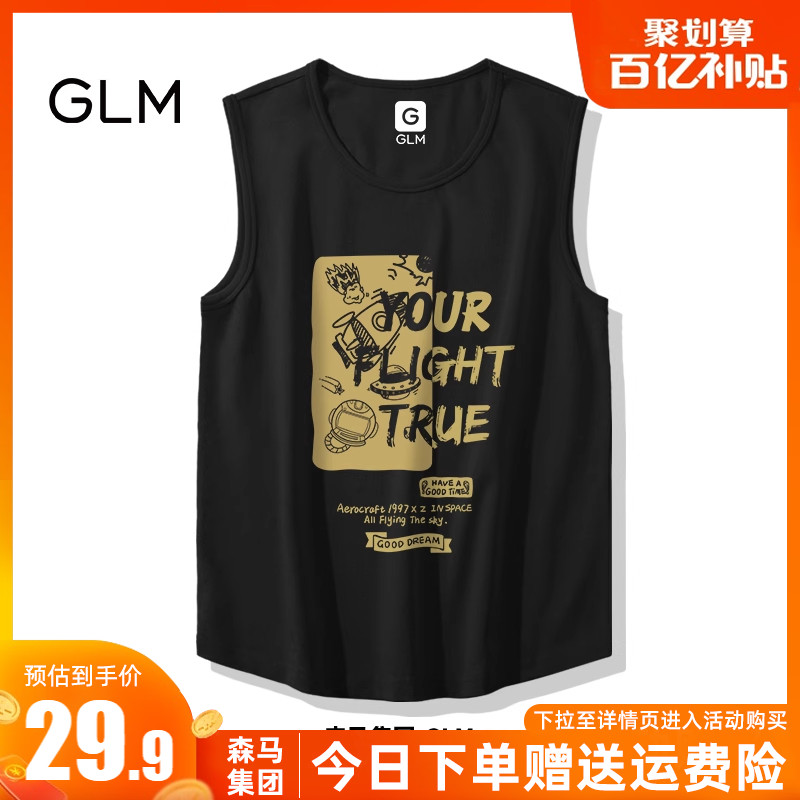 聚划算
百亿补贴
GLM
G
GLM
YOUR
FLIGHT
TRUE
HAVE A
GOOD TIME
Aerocraft 1997 x z IN SPACE
All Flying The sky.
GOOD DREAM
预估到手价
29.9
下拉至详情页进入活动购买
森马
集团
今日下单赠送运费险